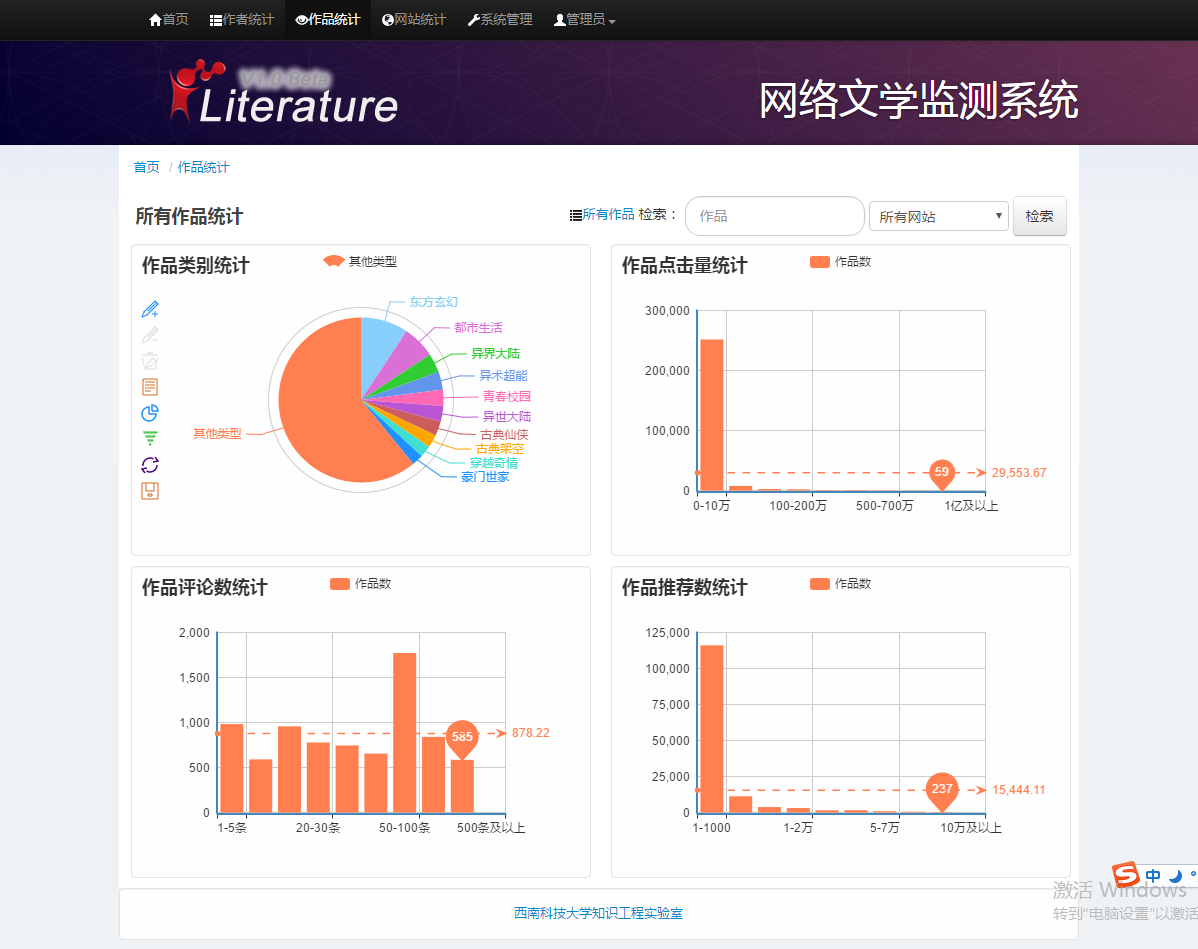 首页 作者统计 作品统计 网站统计 系统管理 管理员
V1.0 Beta
Literature
网络文学监测系统
首页 / 作品统计
所有作品统计
所有作品 检索： 作品 所有网站 检索
作品类别统计
其他类型
东方玄幻
都市生活
异界大陆
异术超能
青春校园
异世大陆
古典仙侠
古典架空
穿越奇情
豪门世家
其他类型
作品点击量统计
作品数
300,000
200,000
100,000
0
59
29,553.67
0-10万 100-200万 500-700万 1亿及以上
作品评论数统计
作品数
2,000
1,500
1,000
500
0
585
878.22
1-5条 20-30条 50-100条 500条及以上
作品推荐数统计
作品数
125,000
100,000
75,000
50,000
25,000
0
237
15,444.11
1-1000 1-2万 5-7万 10万及以上
西南科技大学知识工程实验室
S 中
激活 Windows
转到"电脑设置"以激活